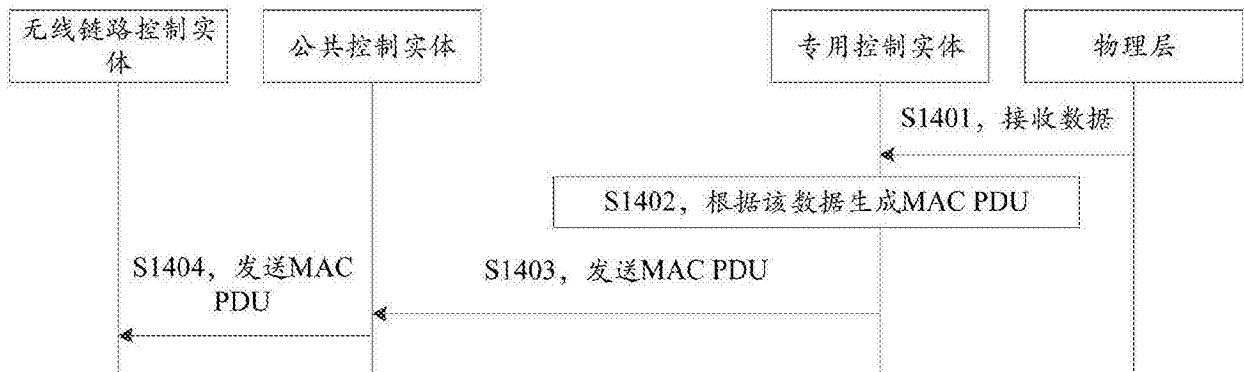 无线链路控制实
体
公共控制实体
专用控制实体
物理层
S1401，接收数据
S1402，根据该数据生成MAC PDU
S1403，发送MAC PDU
S1404，发送MAC
PDU